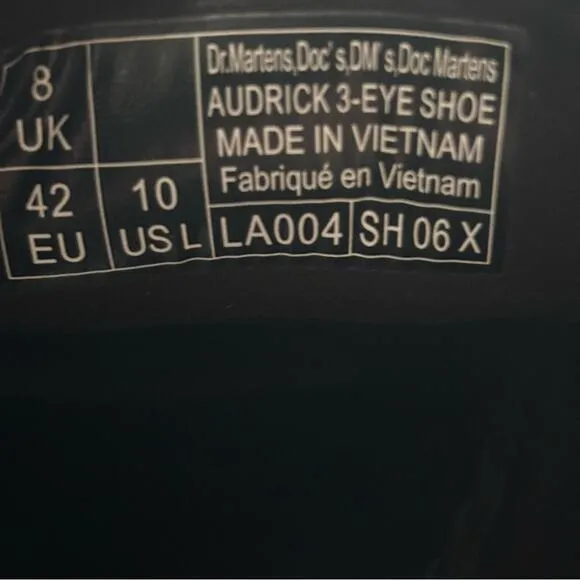 8
UK
42
EU
10
US L
Dr.Martens,Doc's,DM's,Doc Martens
AUDRICK 3-EYE SHOE
MADE IN VIETNAM
Fabriqué en Vietnam
LA004
SH 06 X